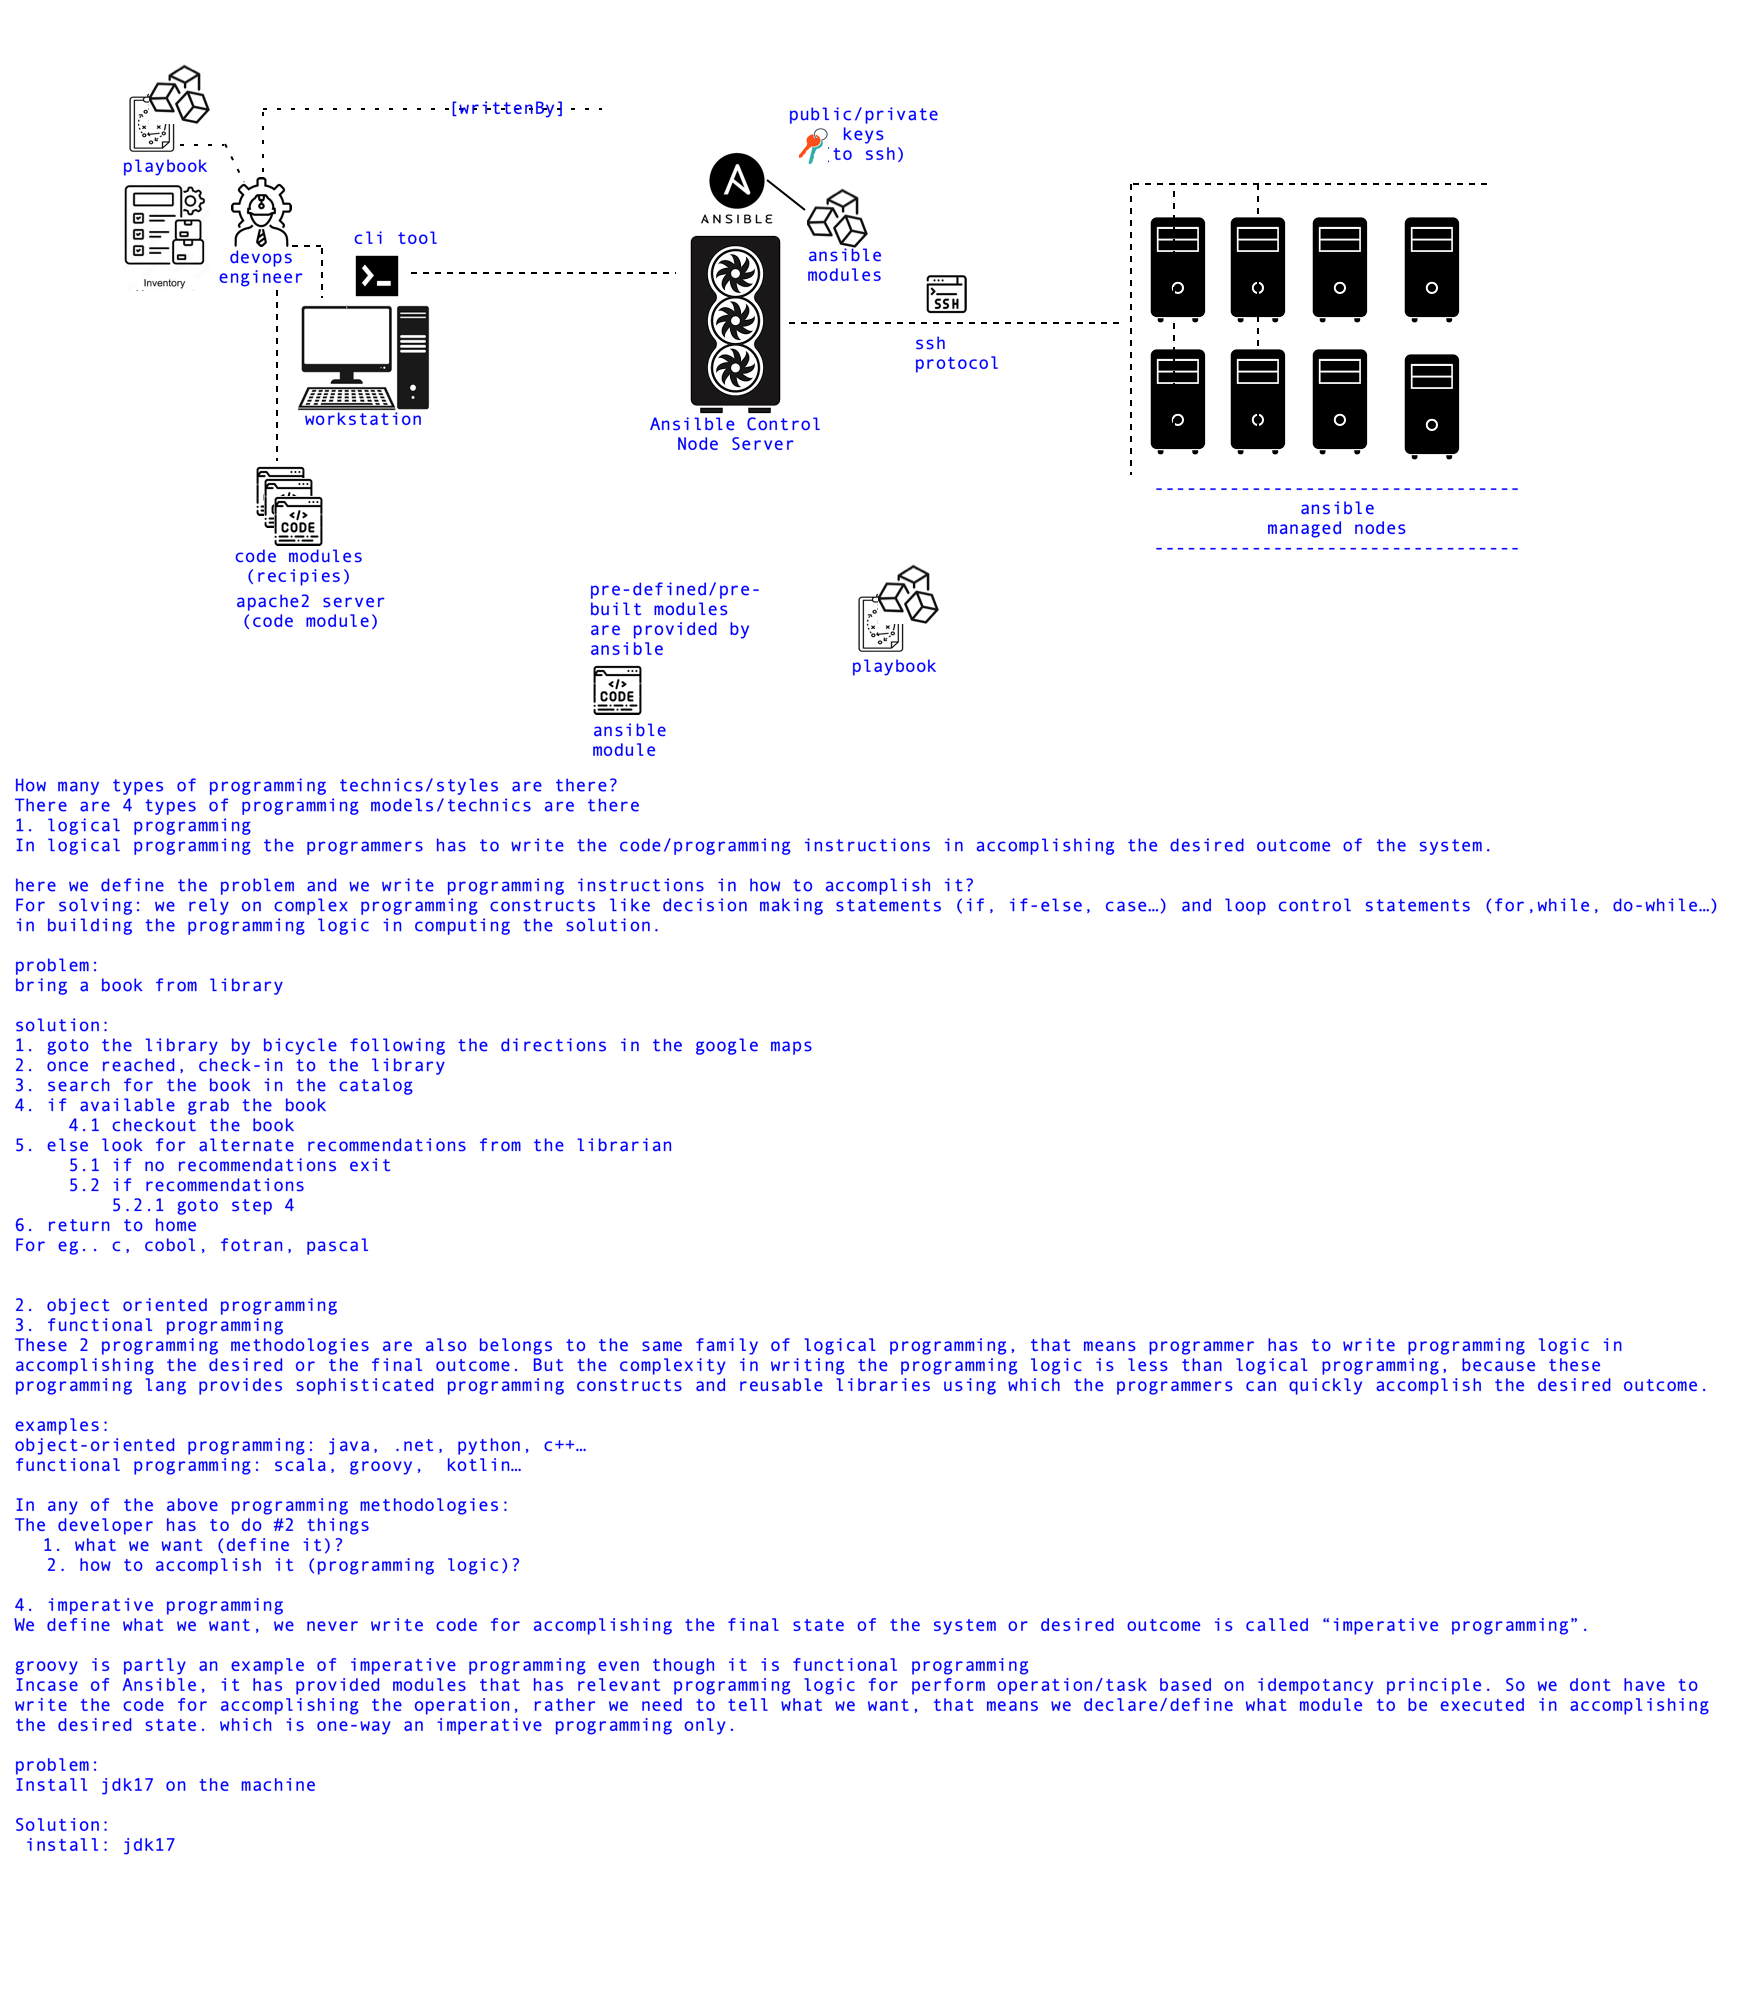 [writtenBy]
public/private
keys
to ssh)
playbook
ANSIBLE
cli tool
devops
engineer
ansible
modules
Inventory
SSH
ssh
protocol
workstation
Ansilble Control
Node Server
CODE
code modules
(recipies)
apache2 server
(code module)
---------------------------------
ansible
managed nodes
---------------------------------
pre-defined/pre-
built modules
are provided by
ansible
CODE
ansible
module
playbook
How many types of programming technics/styles are there?
There are 4 types of programming models/technics are there
1. logical programming
In logical programming the programmers has to write the code/programming instructions in accomplishing the desired outcome of the system.
here we define the problem and we write programming instructions in how to accomplish it?
For solving: we rely on complex programming constructs like decision making statements (if, if-else, case…) and loop control statements (for,while, do-while…)
in building the programming logic in computing the solution.
problem:
bring a book from library
solution:
1. goto the library by bicycle following the directions in the google maps
2. once reached, check-in to the library
3. search for the book in the catalog
4. if available grab the book
4.1 checkout the book
5. else look for alternate recommendations from the librarian
5.1 if no recommendations exit
5.2 if recommendations
5.2.1 goto step 4
6. return to home
For eg.. c, cobol, fotran, pascal
2. object oriented programming
3. functional programming
These 2 programming methodologies are also belongs to the same family of logical programming, that means programmer has to write programming logic in
accomplishing the desired or the final outcome. But the complexity in writing the programming logic is less than logical programming, because these
programming lang provides sophisticated programming constructs and reusable libraries using which the programmers can quickly accomplish the desired outcome.
examples:
object-oriented programming: java, .net, python, c++…
functional programming: scala, groovy,  kotlin…
In any of the above programming methodologies:
The developer has to do #2 things
1. what we want (define it)?
2. how to accomplish it (programming logic)?
4. imperative programming
We define what we want, we never write code for accomplishing the final state of the system or desired outcome is called “imperative programming”.
groovy is partly an example of imperative programming even though it is functional programming
Incase of Ansible, it has provided modules that has relevant programming logic for perform operation/task based on idempotancy principle. So we dont have to
write the code for accomplishing the operation, rather we need to tell what we want, that means we declare/define what module to be executed in accomplishing
the desired state. which is one-way an imperative programming only.
problem:
Install jdk17 on the machine
Solution:
install: jdk17